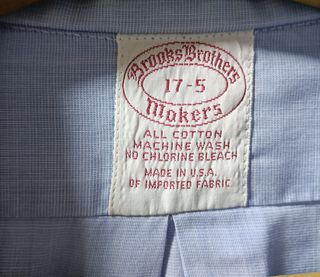 Brooks Brothers
17-5
Makers
ALL COTTON
MACHINE WASH
NO CHLORINE BLEACH
MADE IN U.S.A.
OF IMPORTED FABRIC